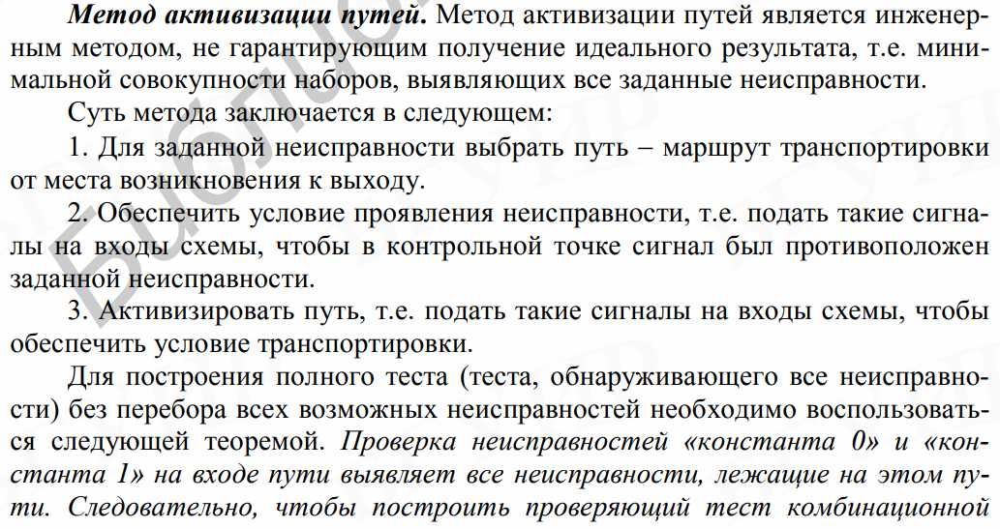 Метод активизации путей. Метод активизации путей является инженер-
ным методом, не гарантирующим получение идеального результата, т.е. мини-
мальной совокупности наборов, выявляющих все заданные неисправности.
Суть метода заключается в следующем:
1. Для заданной неисправности выбрать путь – маршрут транспортировки
от места возникновения к выходу.
2. Обеспечить условие проявления неисправности, т.е. подать такие сигна-
лы на входы схемы, чтобы в контрольной точке сигнал был противоположен
заданной неисправности.
3. Активизировать путь, т.е. подать такие сигналы на входы схемы, чтобы
обеспечить условие транспортировки.
Для построения полного теста (теста, обнаруживающего все неисправно-
сти) без перебора всех возможных неисправностей необходимо воспользовать-
ся следующей теоремой. Проверка неисправностей «константа 0» и «кон-
станта 1» на входе пути выявляет все неисправности, лежащие на этом пу-
ти. Следовательно, чтобы построить проверяющий тест комбинационной